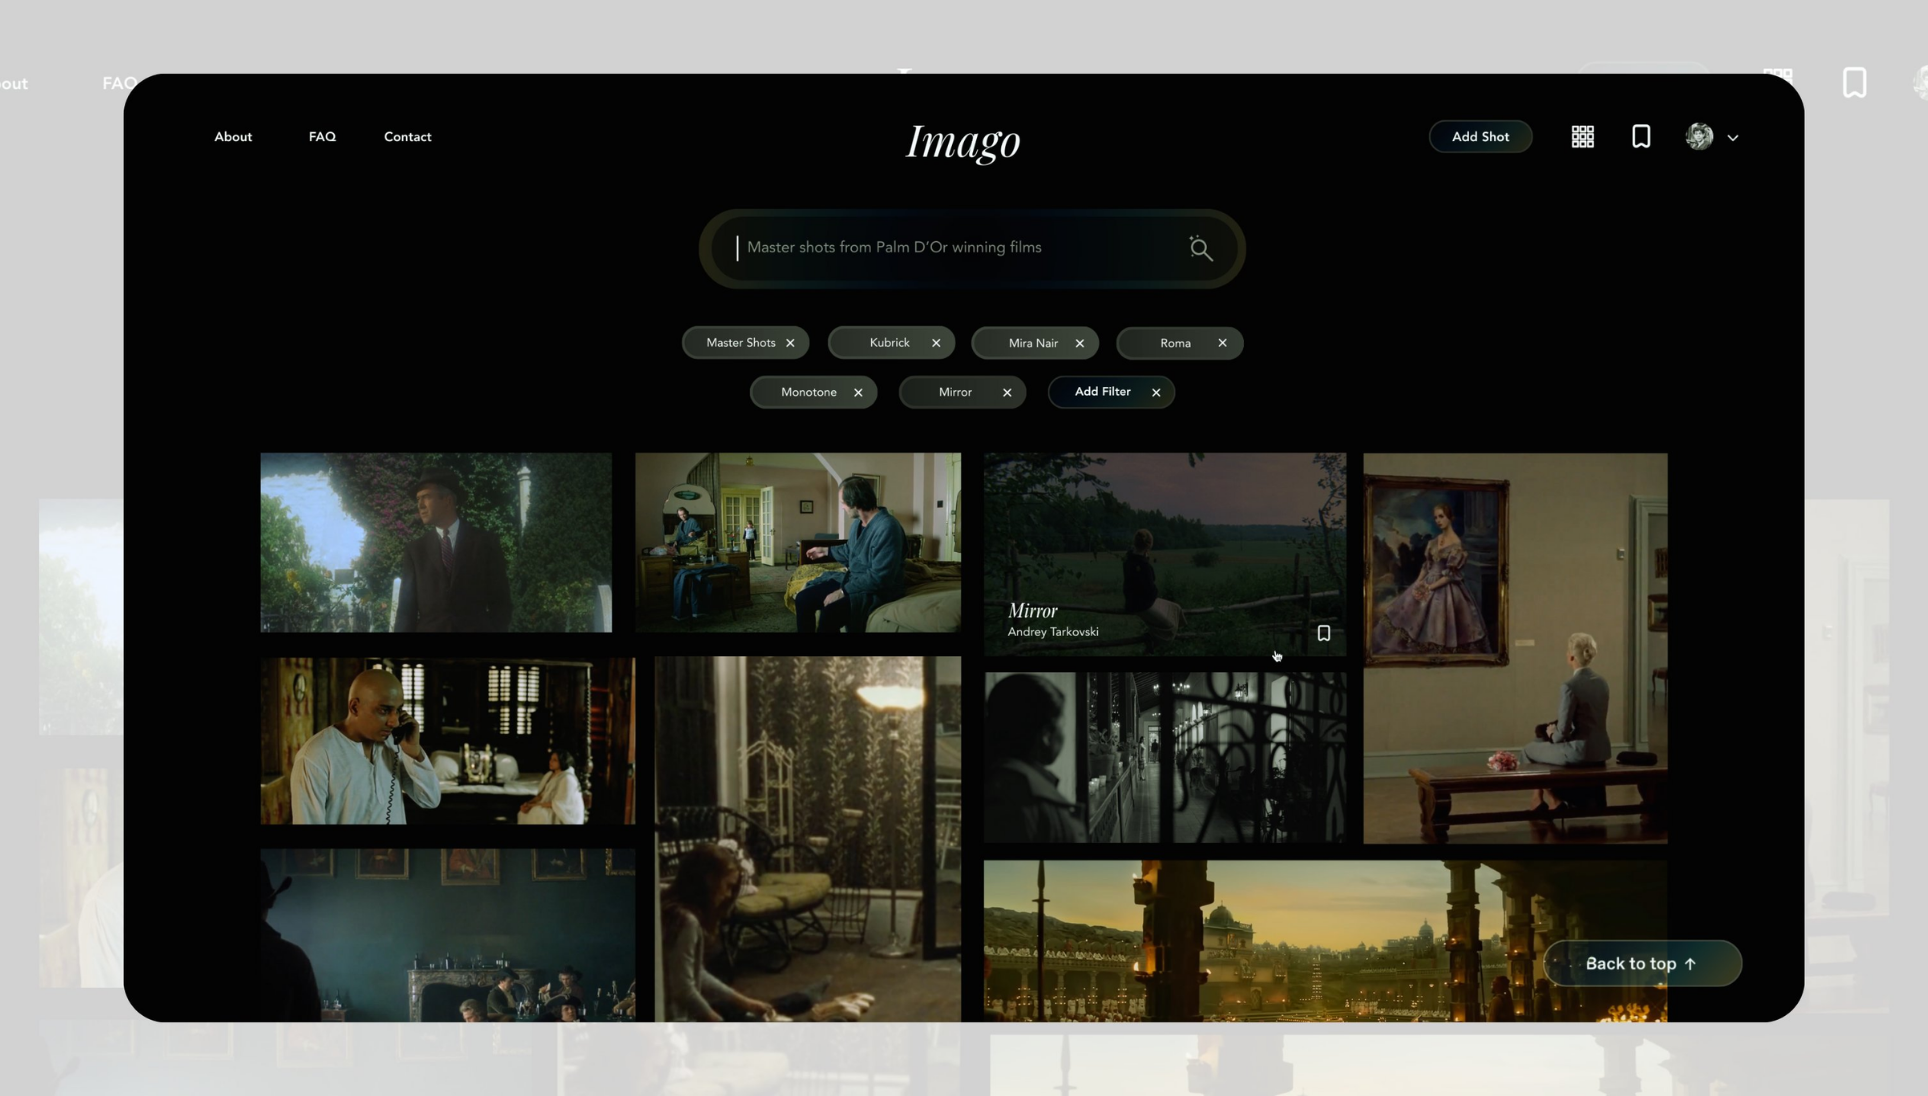 out
FAQ
About
FAQ
Contact
Imago
Add Shot
Master shots from Palm D'Or winning films
Master Shots
Kubrick
Mira Nair
Roma
Monotone
Mirror
Add Filter
Mirror
Andrey Tarkovski
Back to top ↑